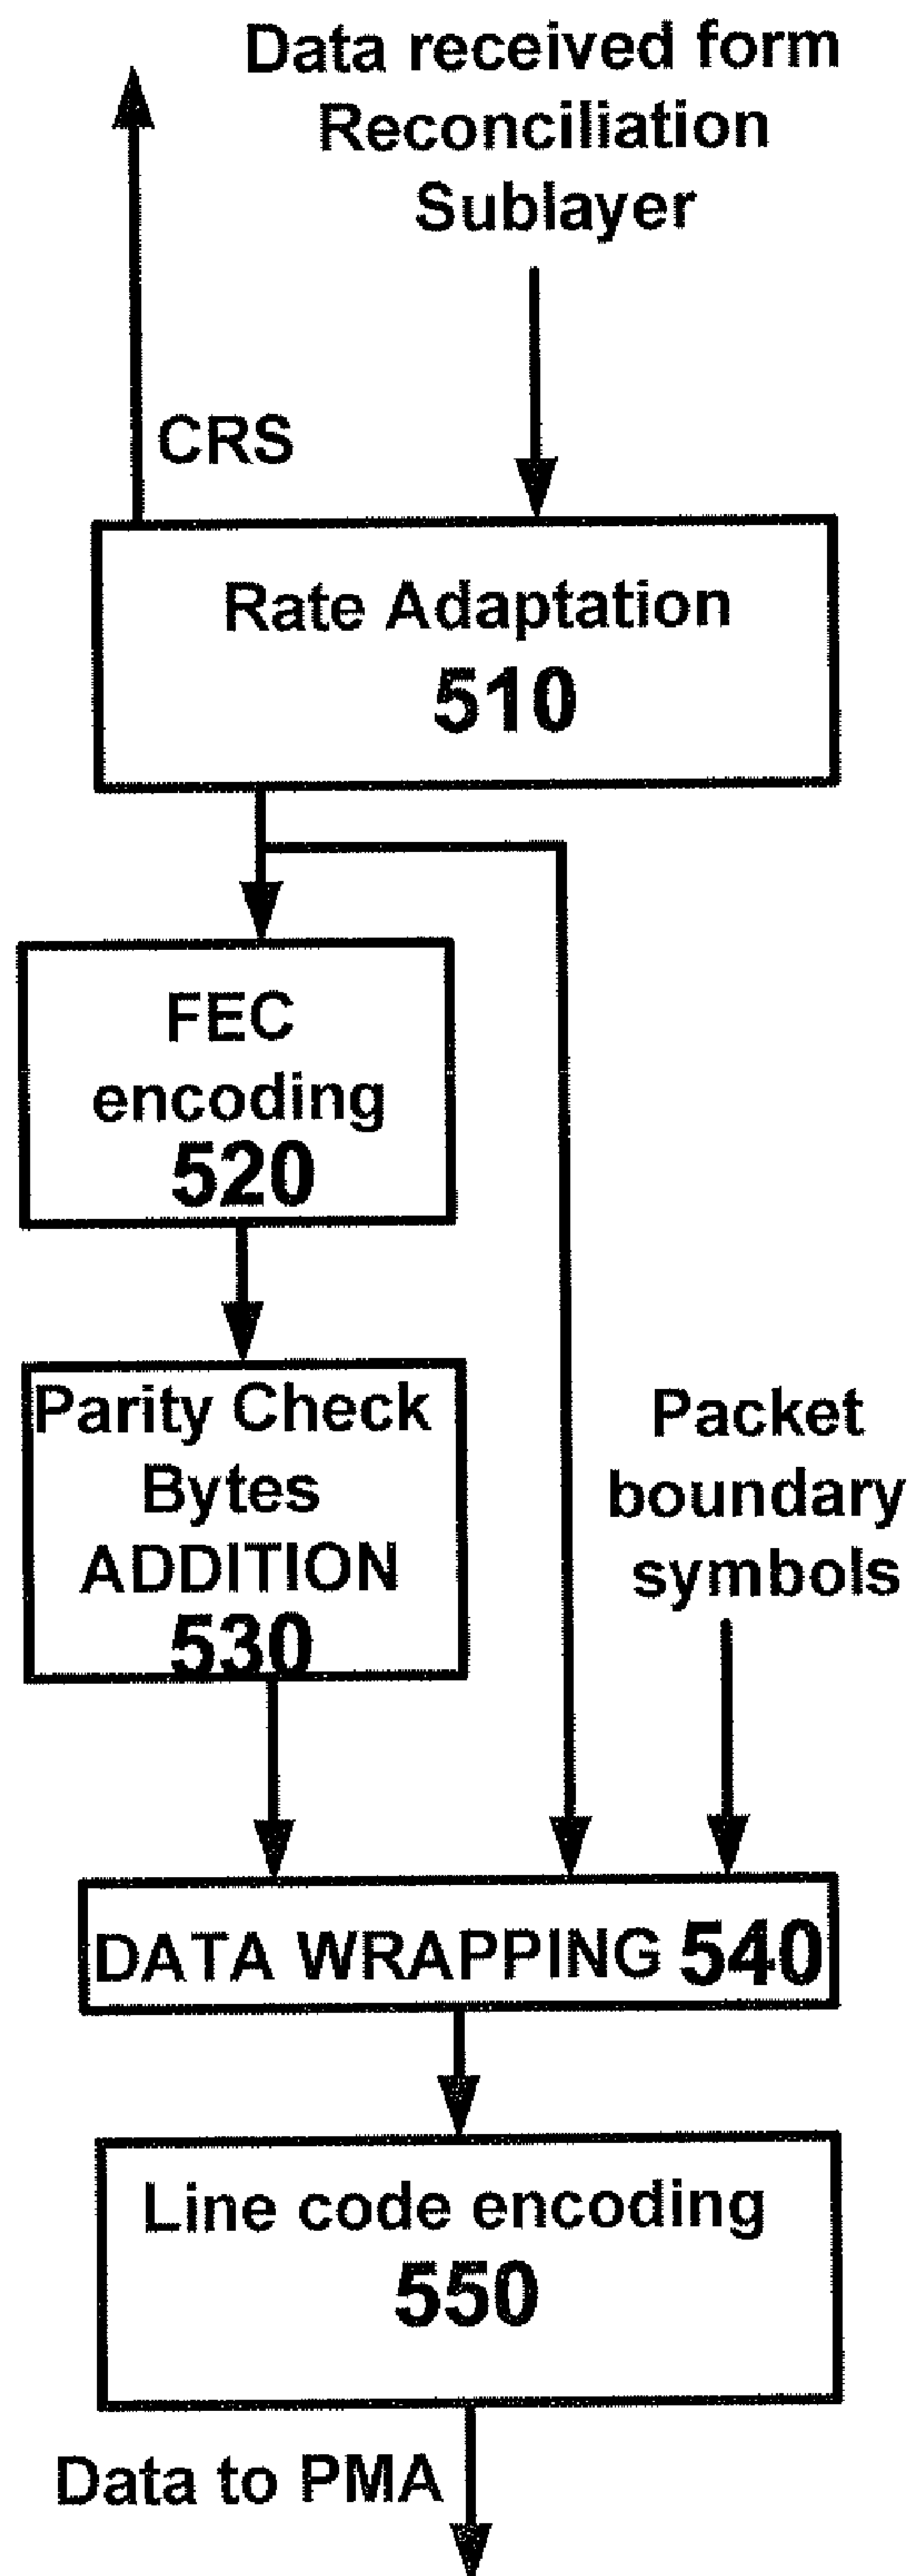 Data received form
Reconciliation
Sublayer
CRS
Rate Adaptation
510
FEC
encoding
520
Parity Check
Bytes
ADDITION
530
Packet
boundary
symbols
DATA WRAPPING 540
Line code encoding
550
Data to PMA